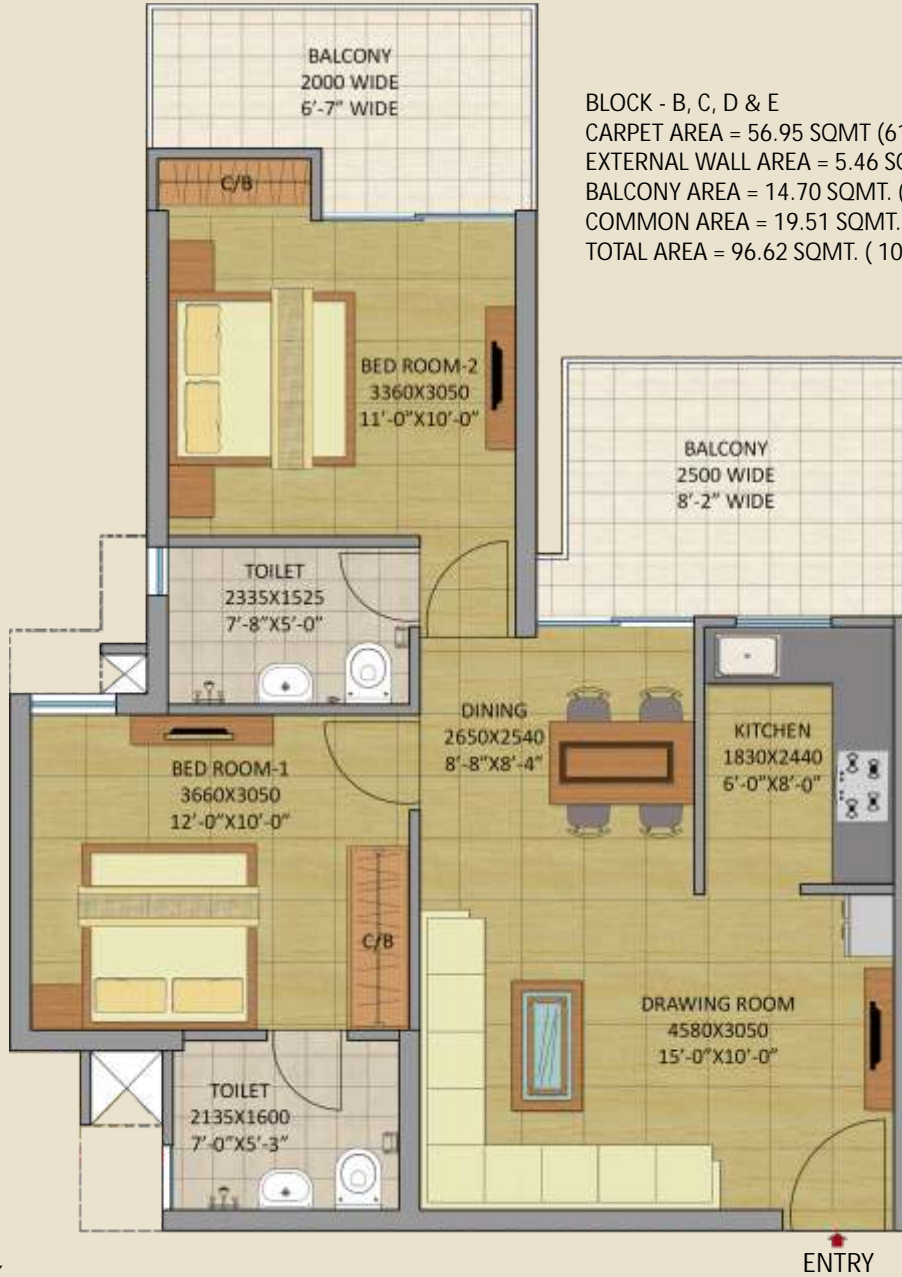 BALCONY
2000 WIDE
6'-7" WIDE
BLOCK - B, C, D & E
CARPET AREA = 56.95 SQMT (61
EXTERNAL WALL AREA = 5.46 SQ
BALCONY AREA = 14.70 SQMT. (
COMMON AREA = 19.51 SQMT.
TOTAL AREA = 96.62 SQMT. ( 10
C/B
BED ROOM-2
3360X3050
11'-0"X10'-0"
BALCONY
2500 WIDE
8'-2" WIDE
TOILET
2335X1525
7'-8"X5'-0"
DINING
2650X2540
8'-8"X8'-4"
KITCHEN
1830X2440
6'-0"X8'-0"
BED ROOM-1
3660X3050
12'-0"X10'-0"
C/B
DRAWING ROOM
4580X3050
15'-0"X10'-0"
TOILET
2135X1600
7'-0"X5'-3"
ENTRY